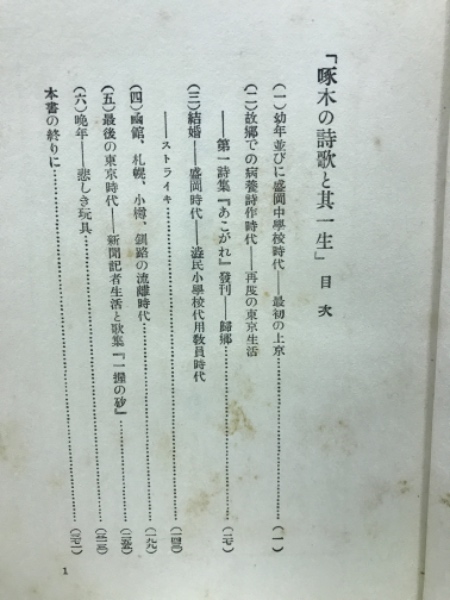 「啄木の詩歌と其一生」 目次
(一)幼年並びに盛岡中學校時代——最初の上京……(一)
(二)故郷での病養詩作時代——再度の東京生活
——第一詩集『あこがれ』發刊——歸郷……
(三)結婚——盛岡時代——澁民小學校代用教員時代
——ストライキ……
(四)函館、札幌、小樽、釧路の流離時代……
(五)最後の東京時代——新聞記者生活と歌集『一握の砂』……
(六)晩年——悲しき玩具……
本書の終りに……
1